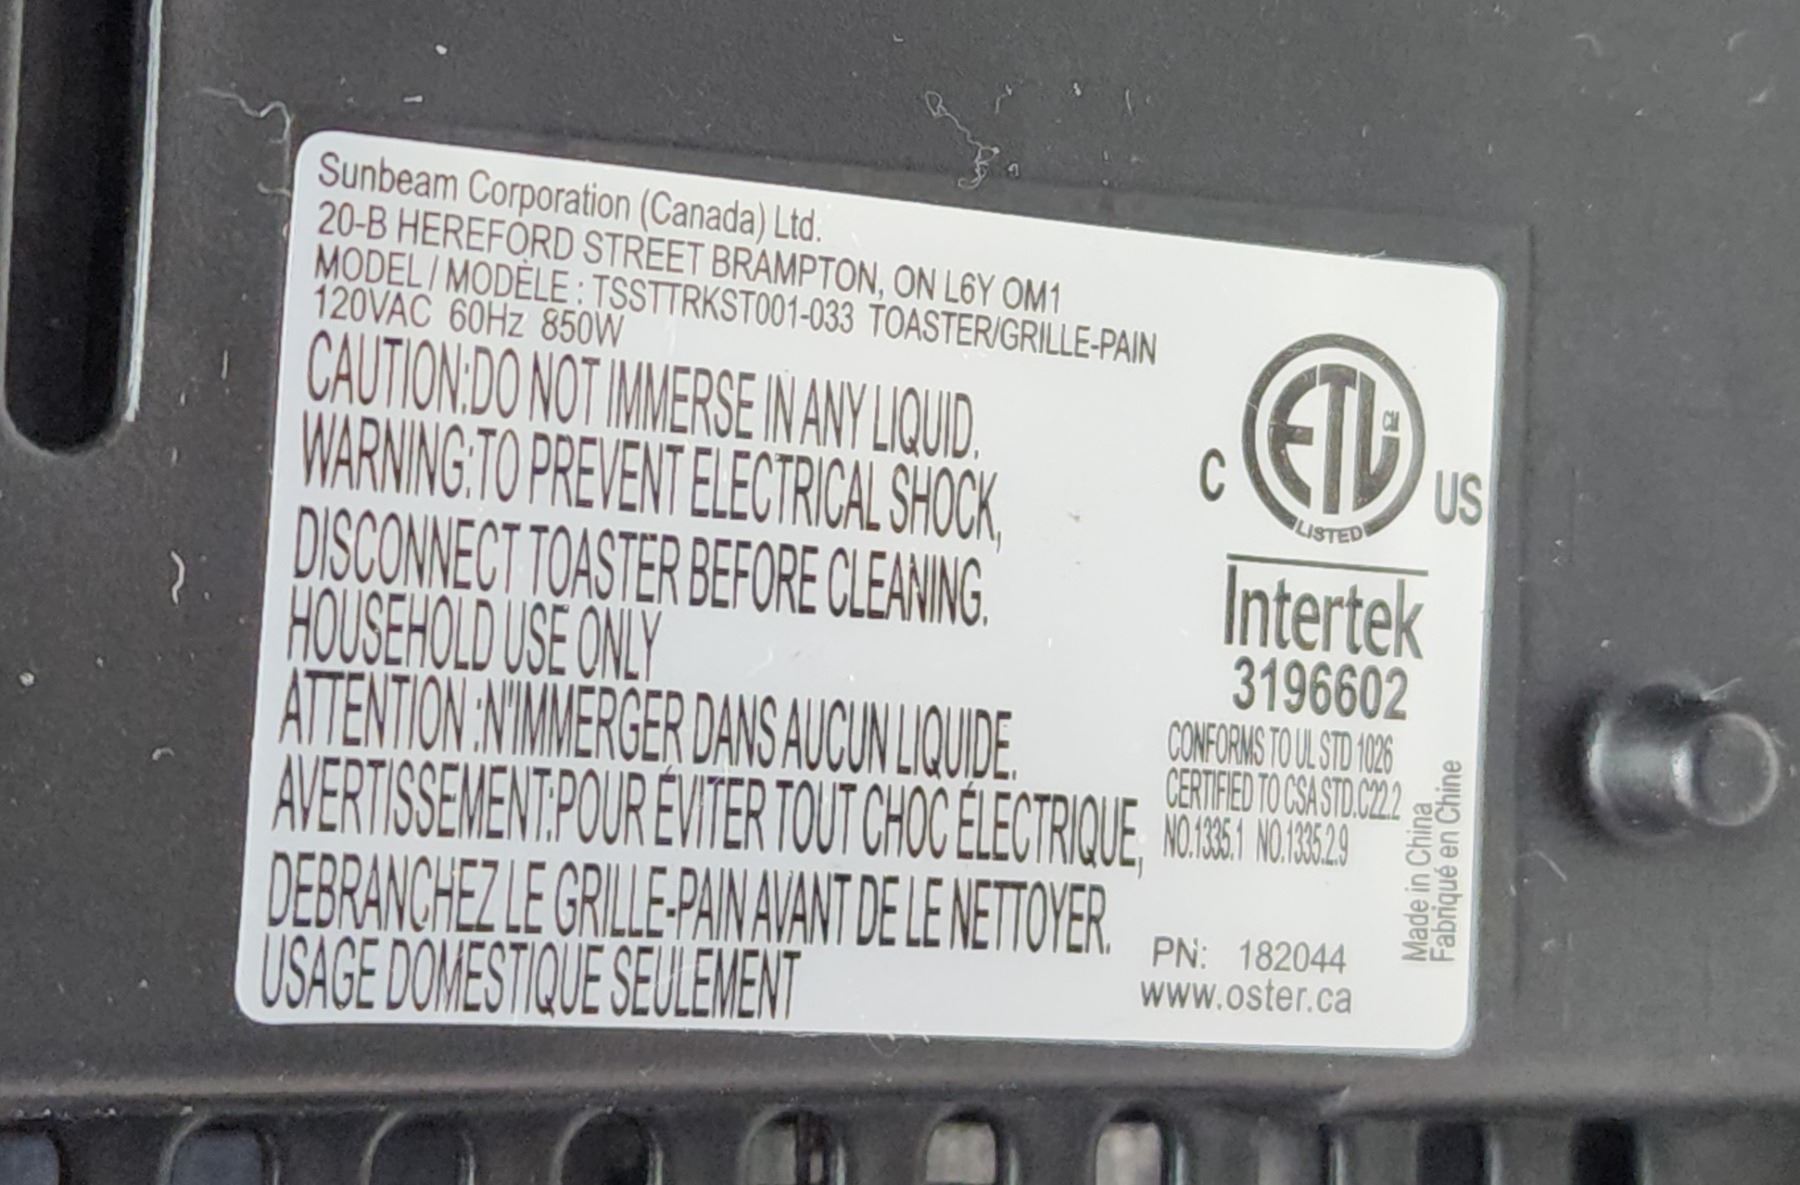 Sunbeam Corporation (Canada) Ltd.
20-B HEREFORD STREET BRAMPTON, ON L6Y OM1
MODEL / MODÈLE : TSSTTRKST001-033 TOASTER/GRILLE-PAIN
120VAC 60Hz 850W
CAUTION:DO NOT IMMERSE IN ANY LIQUID.
WARNING:TO PREVENT ELECTRICAL SHOCK,
DISCONNECT TOASTER BEFORE CLEANING.
HOUSEHOLD USE ONLY
ATTENTION :N'IMMERGER DANS AUCUN LIQUIDE.
AVERTISSEMENT:POUR ÉVITER TOUT CHOC ÉLECTRIQUE,
DEBRANCHEZ LE GRILLE-PAIN AVANT DE LE NETTOYER.
USAGE DOMESTIQUE SEULEMENT
C ETL CM US
LISTED
Intertek
3196602
CONFORMS TO UL STD 1026
CERTIFIED TO CSA STD.C22.2
NO.1335.1 NO.1335.2.9
Made in China
Fabriqué en Chine
PN: 182044
www.oster.ca